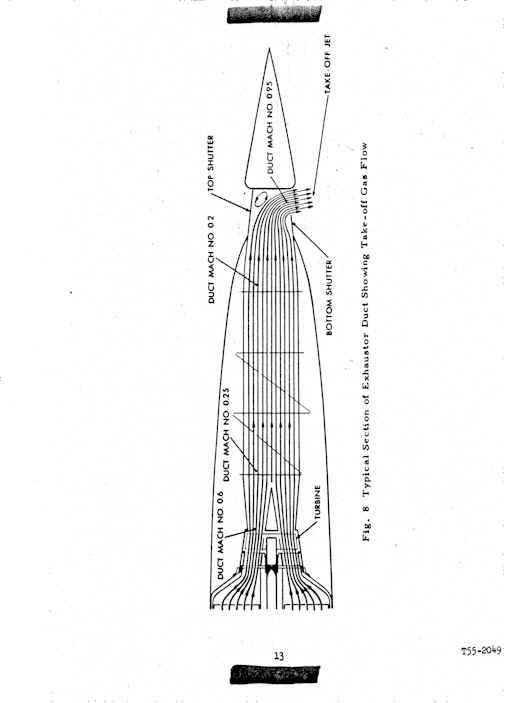 TAKE-OFF JET
DUCT MACH NO. 0.95
TOP SHUTTER
DUCT MACH NO. 0.2
BOTTOM SHUTTER
DUCT MACH NO. 0.25
DUCT MACH NO. 0.6
TURBINE
Fig. 8 Typical Section of Exhaustor Duct Showing Take-off Gas Flow
13
T55-2049